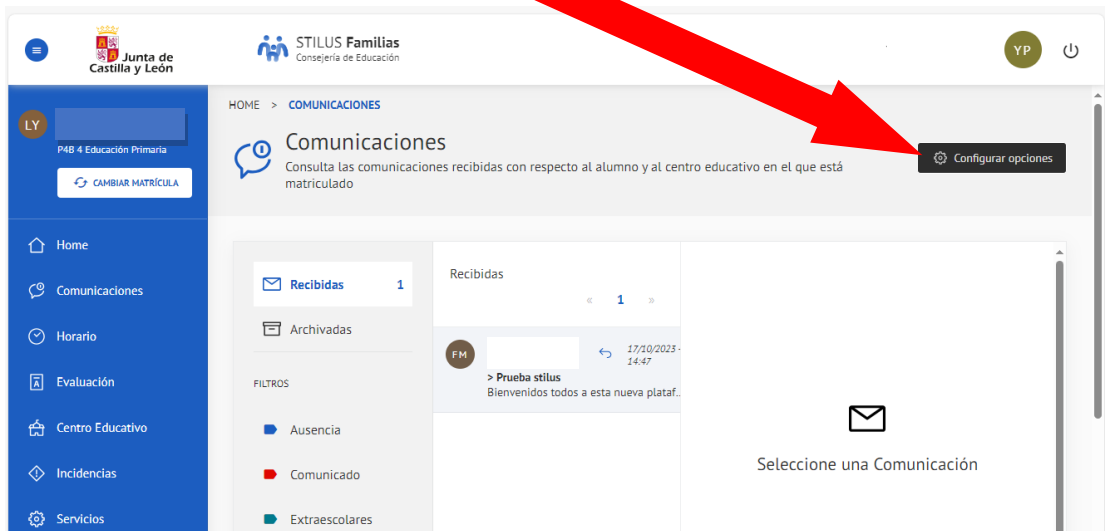 Junta de
Castilla y León
STILUS Familias
Consejería de Educación
YP
LY
P4B 4 Educación Primaria
CAMBIAR MATRÍCULA
Home
Comunicaciones
Horario
Evaluación
Centro Educativo
Incidencias
Servicios
HOME > COMUNICACIONES
Comunicaciones
Consulta las comunicaciones recibidas con respecto al alumno y al centro educativo en el que está
matriculado
Configurar opciones
Recibidas 1
Archivadas
FILTROS
Ausencia
Comunicado
Extraescolares
Recibidas
« 1 »
FM
17/10/2023 -
14:47
> Prueba stilus
Bienvenidos todos a esta nueva plataf..
Seleccione una Comunicación